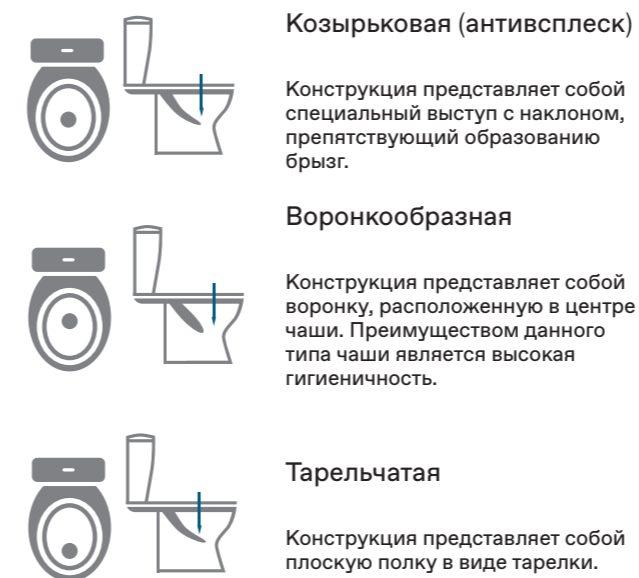 Козырьковая (антивсплеск)
Конструкция представляет собой
специальный выступ с наклоном,
препятствующий образованию
брызг.
Воронкообразная
Конструкция представляет собой
воронку, расположенную в центре
чаши. Преимуществом данного
типа чаши является высокая
гигиеничность.
Тарельчатая
Конструкция представляет собой
плоскую полку в виде тарелки.